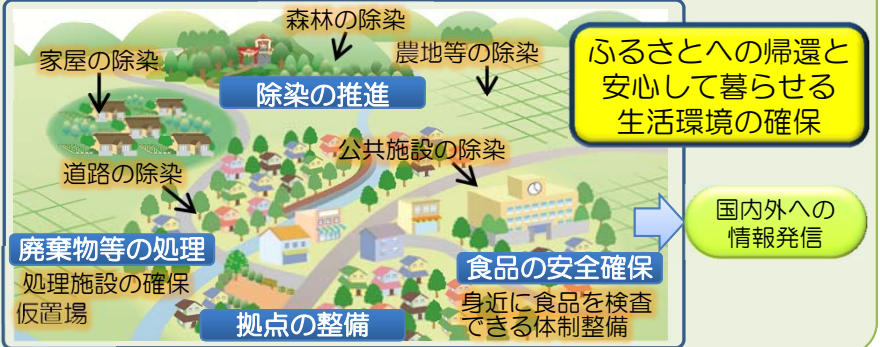 森林の除染
家屋の除染
農地等の除染
除染の推進
ふるさとへの帰還と
安心して暮らせる
生活環境の確保
公共施設の除染
道路の除染
国内外への
情報発信
廃棄物等の処理
処理施設の確保
仮置場
食品の安全確保
身近に食品を検査
できる体制整備
拠点の整備